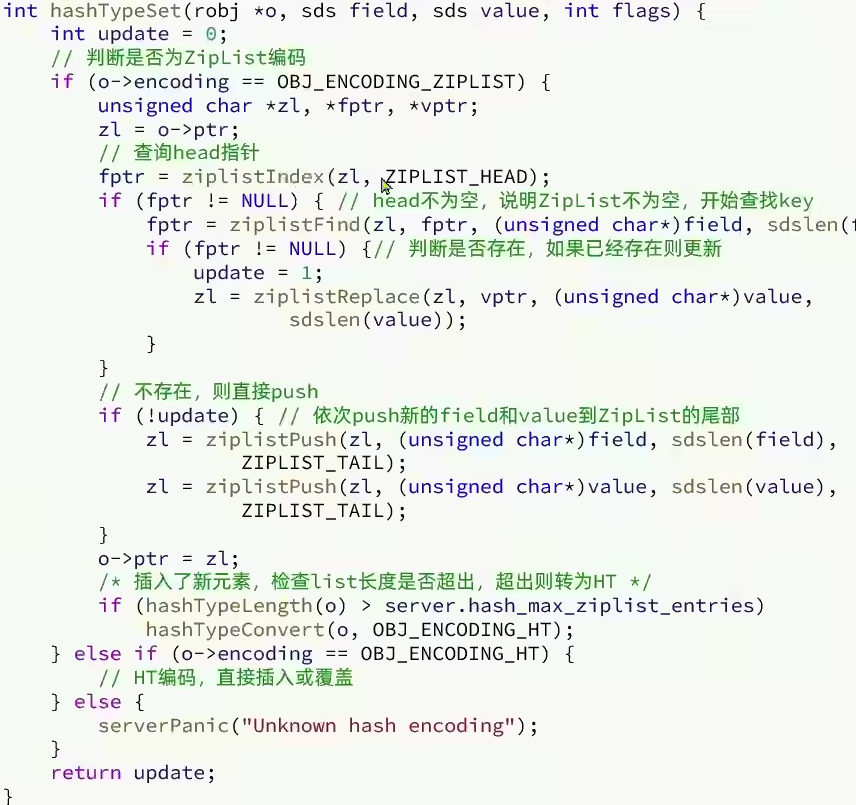 int hashTypeSet(robj *o, sds field, sds value, int flags) {
    int update = 0;
    // 判断是否为ZipList编码
    if (o->encoding == OBJ_ENCODING_ZIPLIST) {
        unsigned char *zl, *fptr, *vptr;
        zl = o->ptr;
        // 查询head指针
        fptr = ziplistIndex(zl, ZIPLIST_HEAD);
        if (fptr != NULL) { // head不为空，说明ZipList不为空，开始查找key
            fptr = ziplistFind(zl, fptr, (unsigned char*)field, sdslen(f
            if (fptr != NULL) {// 判断是否存在，如果已经存在则更新
                update = 1;
                zl = ziplistReplace(zl, vptr, (unsigned char*)value,
                        sdslen(value));
            }
        }
        // 不存在，则直接push
        if (!update) { // 依次push新的field和value到ZipList的尾部
            zl = ziplistPush(zl, (unsigned char*)field, sdslen(field),
                    ZIPLIST_TAIL);
            zl = ziplistPush(zl, (unsigned char*)value, sdslen(value),
                    ZIPLIST_TAIL);
        }
        o->ptr = zl;
        /* 插入了新元素，检查list长度是否超出，超出则转为HT */
        if (hashTypeLength(o) > server.hash_max_ziplist_entries)
            hashTypeConvert(o, OBJ_ENCODING_HT);
    } else if (o->encoding == OBJ_ENCODING_HT) {
        // HT编码，直接插入或覆盖
    } else {
        serverPanic("Unknown hash encoding");
    }
    return update;
}